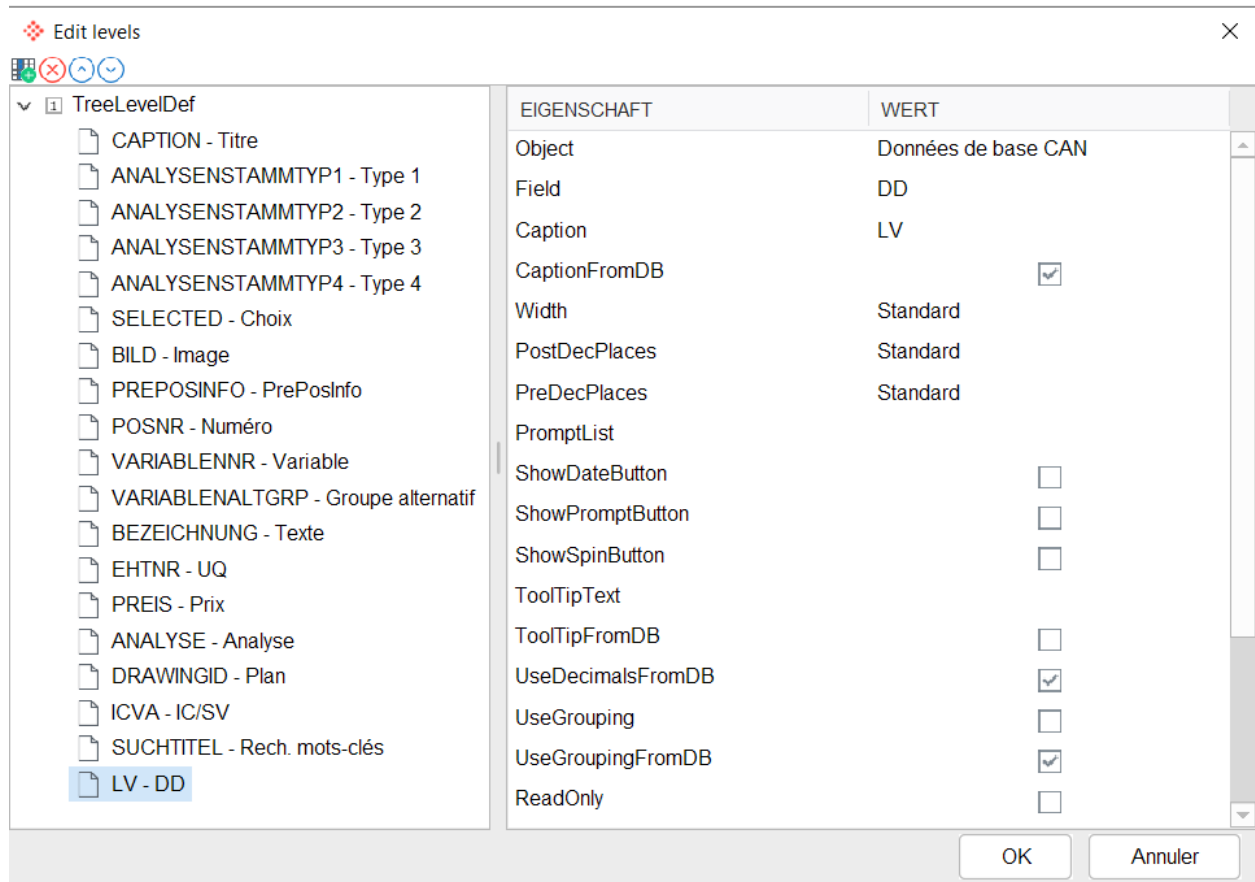 Edit levels
TreeLevelDef
CAPTION - Titre
ANALYSENSTAMMTYP1 - Type 1
ANALYSENSTAMMTYP2 - Type 2
ANALYSENSTAMMTYP3 - Type 3
ANALYSENSTAMMTYP4 - Type 4
SELECTED - Choix
BILD - Image
PREPOSINFO - PrePosInfo
POSNR - Numéro
VARIABLENNR - Variable
VARIABLENALTGRP - Groupe alternatif
BEZEICHNUNG - Texte
EHTNR - UQ
PREIS - Prix
ANALYSE - Analyse
DRAWINGID - Plan
ICVA - IC/SV
SUCHTITEL - Rech. mots-clés
LV - DD
EIGENSCHAFT WERT
Object Données de base CAN
Field DD
Caption LV
CaptionFromDB
Width Standard
PostDecPlaces Standard
PreDecPlaces Standard
PromptList
ShowDateButton
ShowPromptButton
ShowSpinButton
ToolTipText
ToolTipFromDB
UseDecimalsFromDB
UseGrouping
UseGroupingFromDB
ReadOnly
OK Annuler